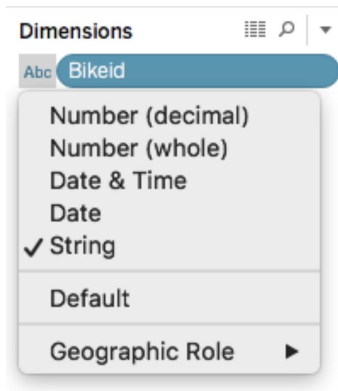 Dimensions
Abc Bikeid
Number (decimal)
Number (whole)
Date & Time
Date
String
Default
Geographic Role